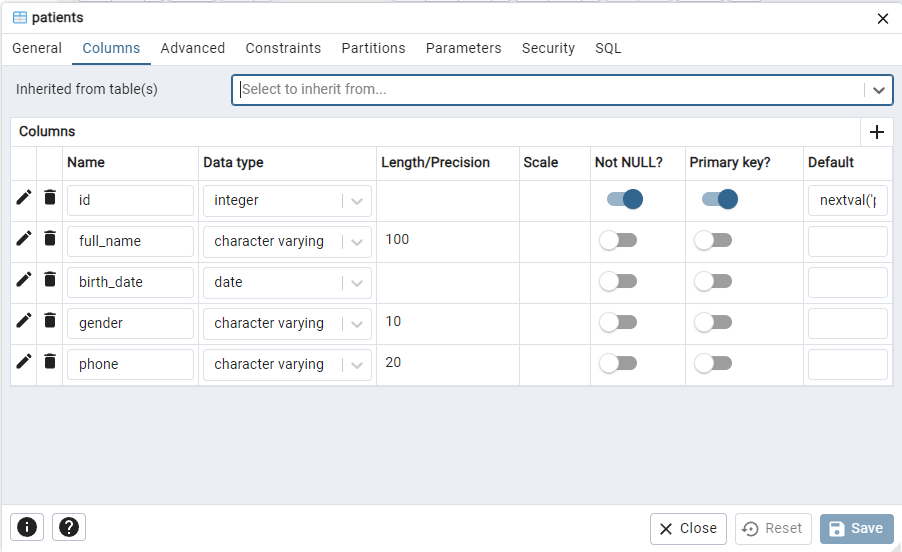 patients
General Columns Advanced Constraints Partitions Parameters Security SQL
Inherited from table(s) Select to inherit from...
Columns
Name Data type Length/Precision Scale Not NULL? Primary key? Default
id integer nextval('
full_name character varying 100
birth_date date
gender character varying 10
phone character varying 20
Close Reset Save